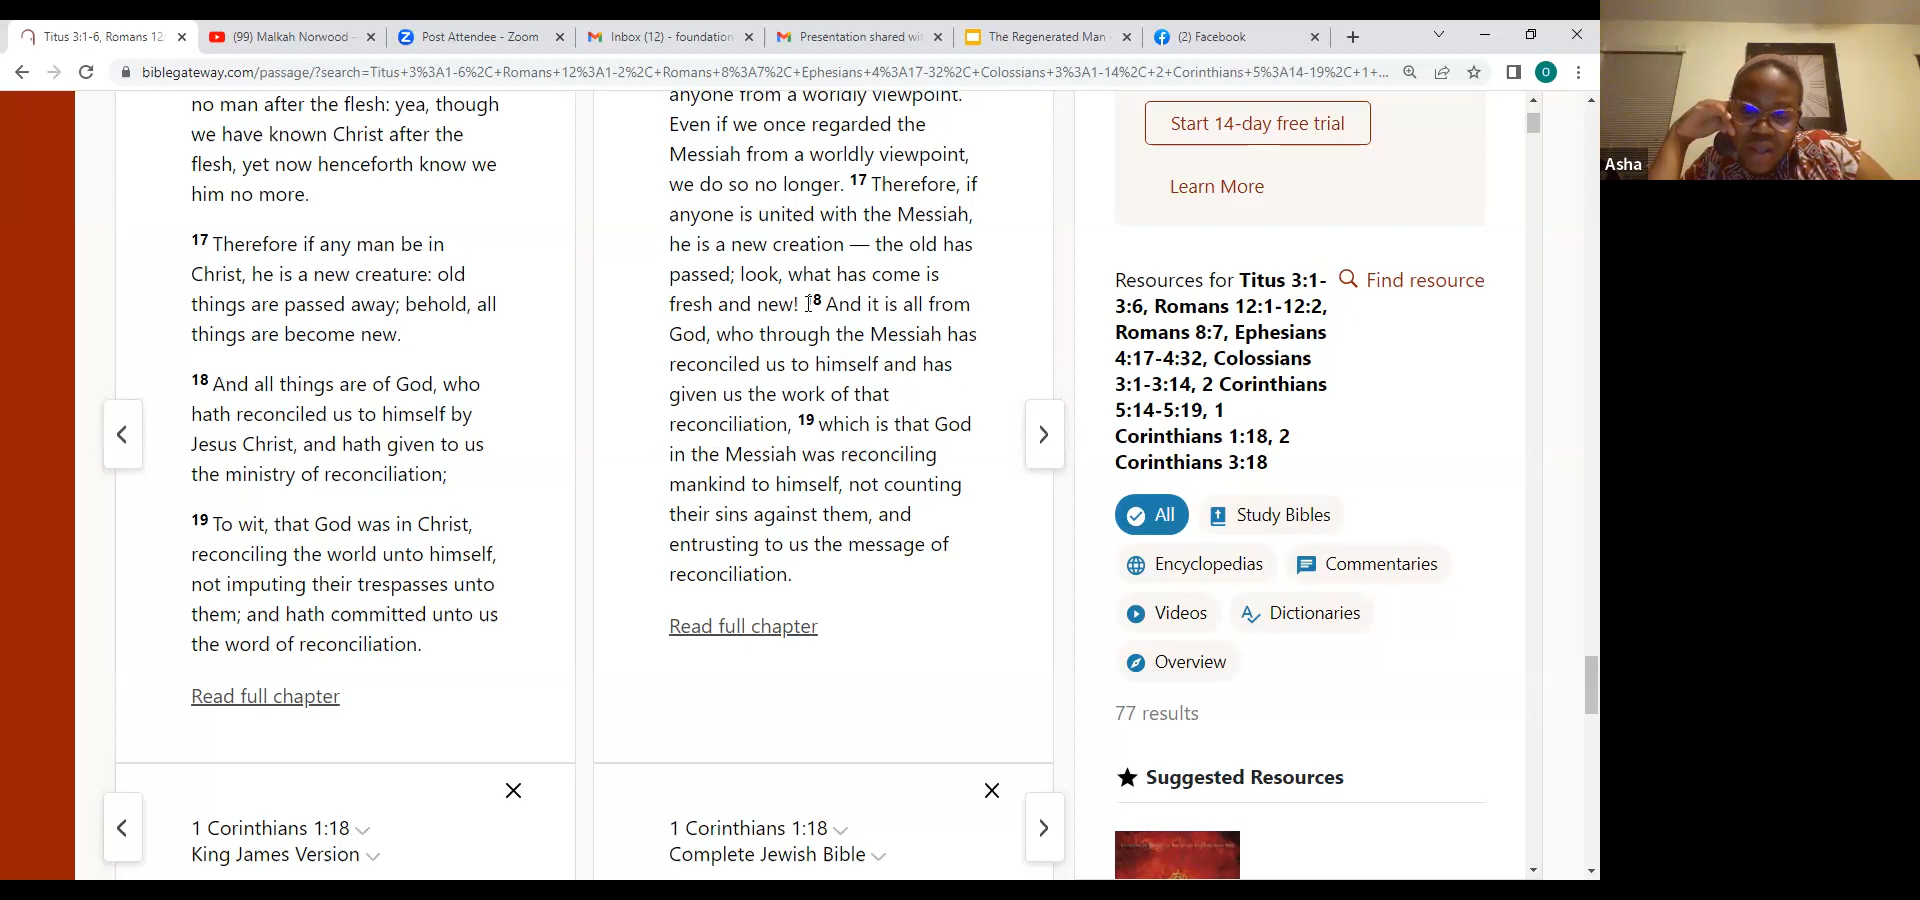 Titus 3:1-6, Romans 12
(99) Malkah Norwood -
Post Attendee - Zoom
Inbox (12) - foundation
Presentation shared wi
The Regenerated Man -
(2) Facebook
biblegateway.com/passage/?search=Titus+3%3A1-6%2C+Romans+12%3A1-2%2C+Romans+8%3A7%2C+Ephesians+4%3A17-32%2C+Colossians+3%3A1-14%2C+2+Corinthians+5%3A14-19%2C+1+...
O
no man after the flesh: yea, though
we have known Christ after the
flesh, yet now henceforth know we
him no more.
17 Therefore if any man be in
Christ, he is a new creature: old
things are passed away; behold, all
things are become new.
18 And all things are of God, who
hath reconciled us to himself by
Jesus Christ, and hath given to us
the ministry of reconciliation;
19 To wit, that God was in Christ,
reconciling the world unto himself,
not imputing their trespasses unto
them; and hath committed unto us
the word of reconciliation.
Read full chapter
1 Corinthians 1:18
King James Version
anyone from a worldly viewpoint.
Even if we once regarded the
Messiah from a worldly viewpoint,
we do so no longer. 17 Therefore, if
anyone is united with the Messiah,
he is a new creation — the old has
passed; look, what has come is
fresh and new! 18 And it is all from
God, who through the Messiah has
reconciled us to himself and has
given us the work of that
reconciliation, 19 which is that God
in the Messiah was reconciling
mankind to himself, not counting
their sins against them, and
entrusting to us the message of
reconciliation.
Read full chapter
1 Corinthians 1:18
Complete Jewish Bible
Start 14-day free trial
Learn More
Resources for Titus 3:1-
3:6, Romans 12:1-12:2,
Romans 8:7, Ephesians
4:17-4:32, Colossians
3:1-3:14, 2 Corinthians
5:14-5:19, 1
Corinthians 1:18, 2
Corinthians 3:18
Find resource
All
Study Bibles
Encyclopedias
Commentaries
Videos
Dictionaries
Overview
77 results
Suggested Resources
Asha